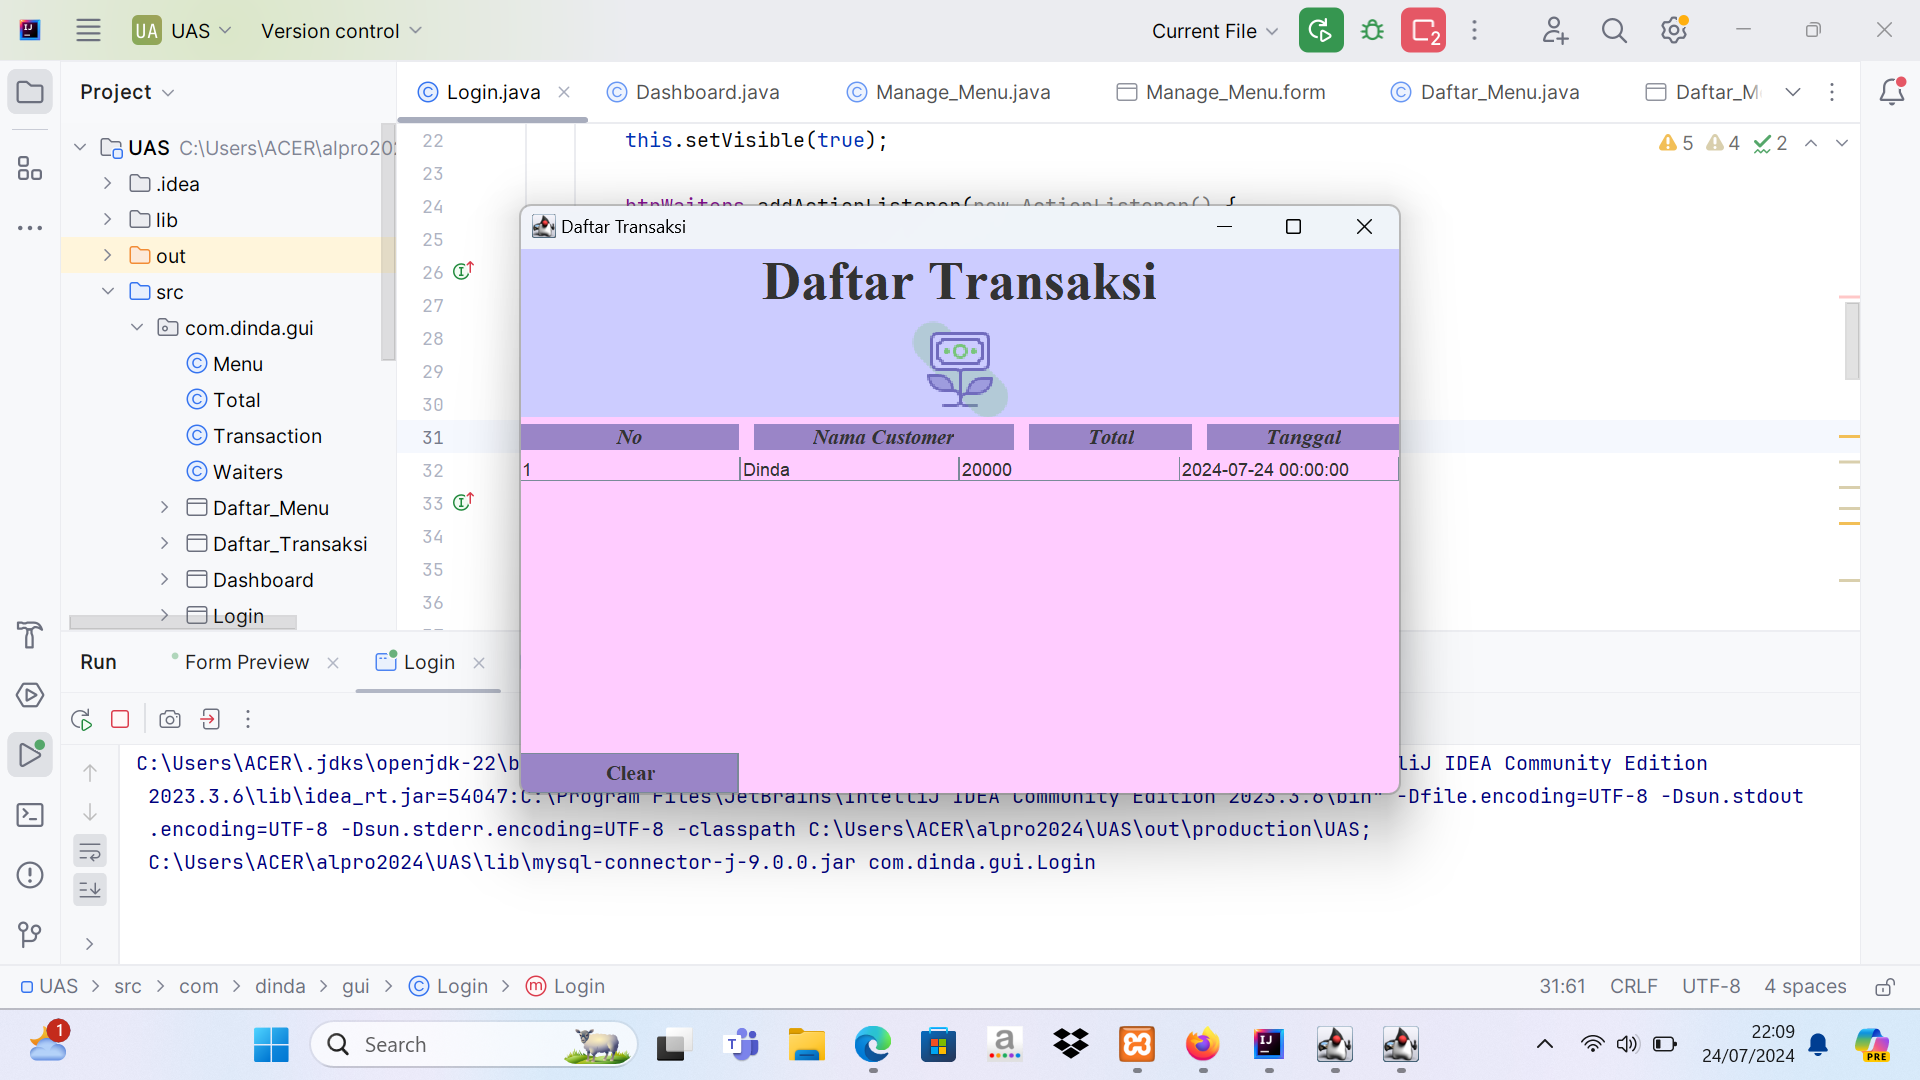 UA UAS Version control Current File 2
Project Login.java Dashboard.java Manage_Menu.java Manage_Menu.form Daftar_Menu.java Daftar_M
UAS C:\Users\ACER\alpro20
.idea
lib
out
src
com.dinda.gui
Menu
Total
Transaction
Waiters
Daftar_Menu
Daftar_Transaksi
Dashboard
Login
22 this.setVisible(true);
23
24 btnWaiters.addActionListener(new ActionListener() {
25
26
27
28
29
30
31
32
33
34
35
36
5 4 2
Daftar Transaksi
Daftar Transaksi
No Nama Customer Total Tanggal
1 Dinda 20000 2024-07-24 00:00:00
Clear
Run Form Preview Login
C:\Users\ACER\.jdks\openjdk-22\b liJ IDEA Community Edition
2023.3.6\lib\idea_rt.jar=54047:C:\Program Files\JetBrains\IntelliJ IDEA Community Edition 2023.3.6\bin" -Dfile.encoding=UTF-8 -Dsun.stdout
.encoding=UTF-8 -Dsun.stderr.encoding=UTF-8 -classpath C:\Users\ACER\alpro2024\UAS\out\production\UAS;
C:\Users\ACER\alpro2024\UAS\lib\mysql-connector-j-9.0.0.jar com.dinda.gui.Login
UAS > src > com > dinda > gui > Login > Login 31:61 CRLF UTF-8 4 spaces
1 Search 22:09
24/07/2024
PRE